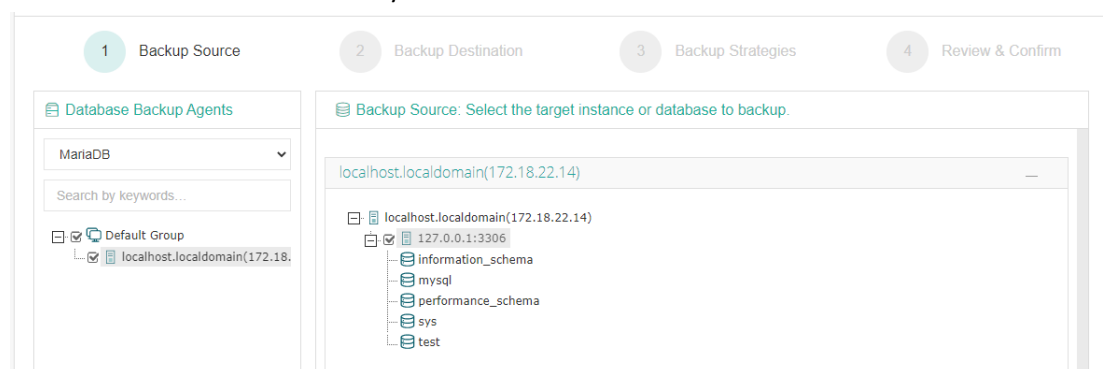 1 Backup Source 2 Backup Destination 3 Backup Strategies 4 Review & Confirm
Database Backup Agents
MariaDB
Search by keywords...
Default Group
localhost.localdomain(172.18.
Backup Source: Select the target instance or database to backup.
localhost.localdomain(172.18.22.14)
localhost.localdomain(172.18.22.14)
127.0.0.1:3306
information_schema
mysql
performance_schema
sys
test